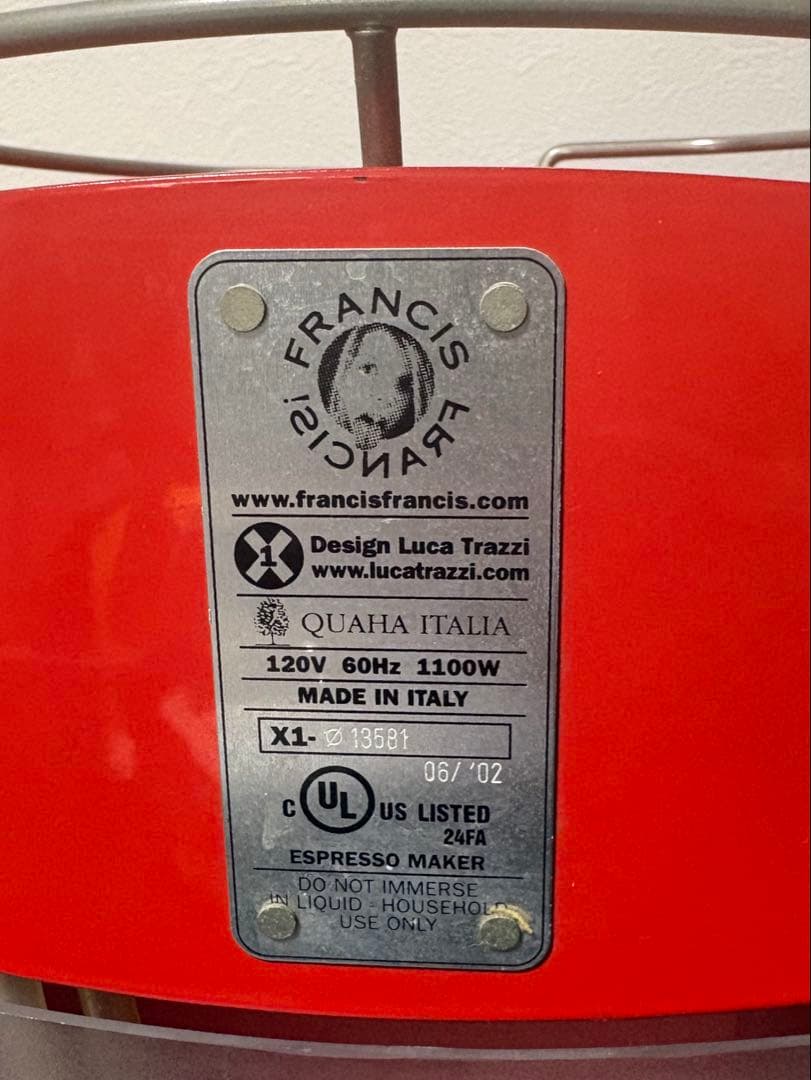 FRANCIS FRANCIS!
www.francisfrancis.com
X1 Design Luca Trazzi
www.lucatrazzi.com
QUAHA ITALIA
120V 60Hz 1100W
MADE IN ITALY
X1- Ø 13581
06/ '02
C UL US LISTED
24FA
ESPRESSO MAKER
DO NOT IMMERSE
IN LIQUID - HOUSEHOLD
USE ONLY